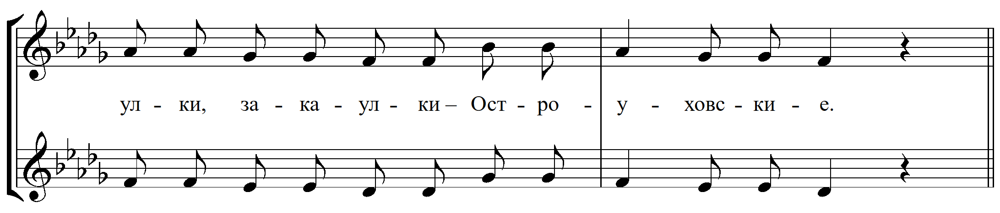 ул - ки, за - ка - ул - ки – Ост - ро - у - ховс - ки - е.